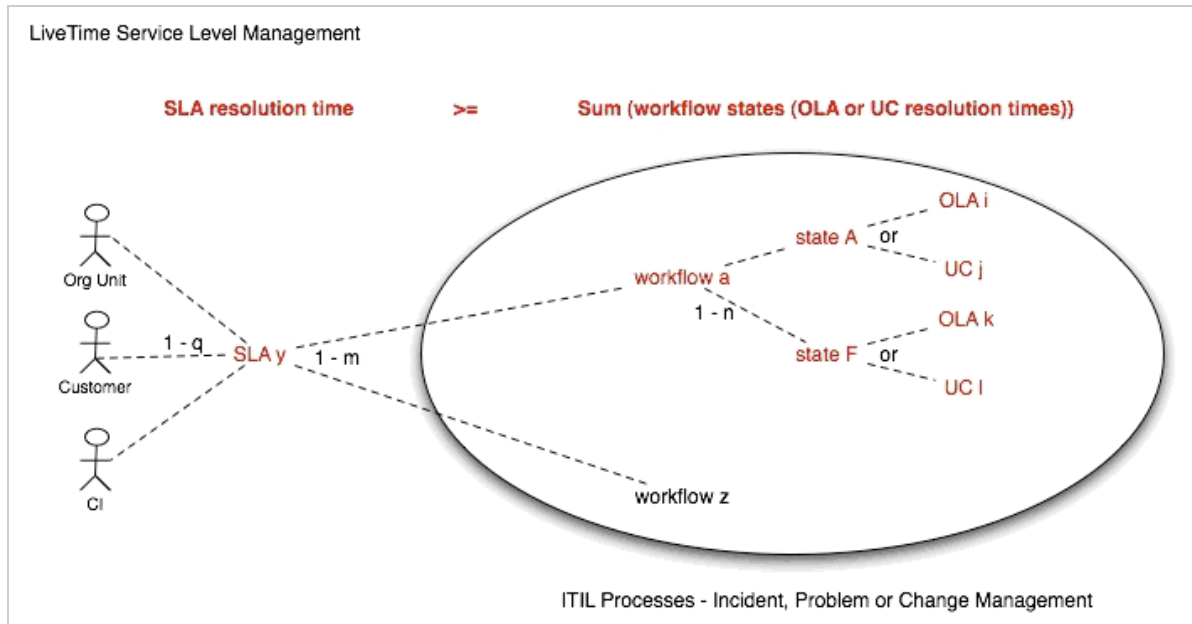 LiveTime Service Level Management
SLA resolution time >= Sum (workflow states (OLA or UC resolution times))
OLA i
state A or
Org Unit
workflow a
UC j
1 - n
OLA k
1 - q
SLA y
1 - m
state F or
Customer
UC l
CI
workflow z
ITIL Processes - Incident, Problem or Change Management